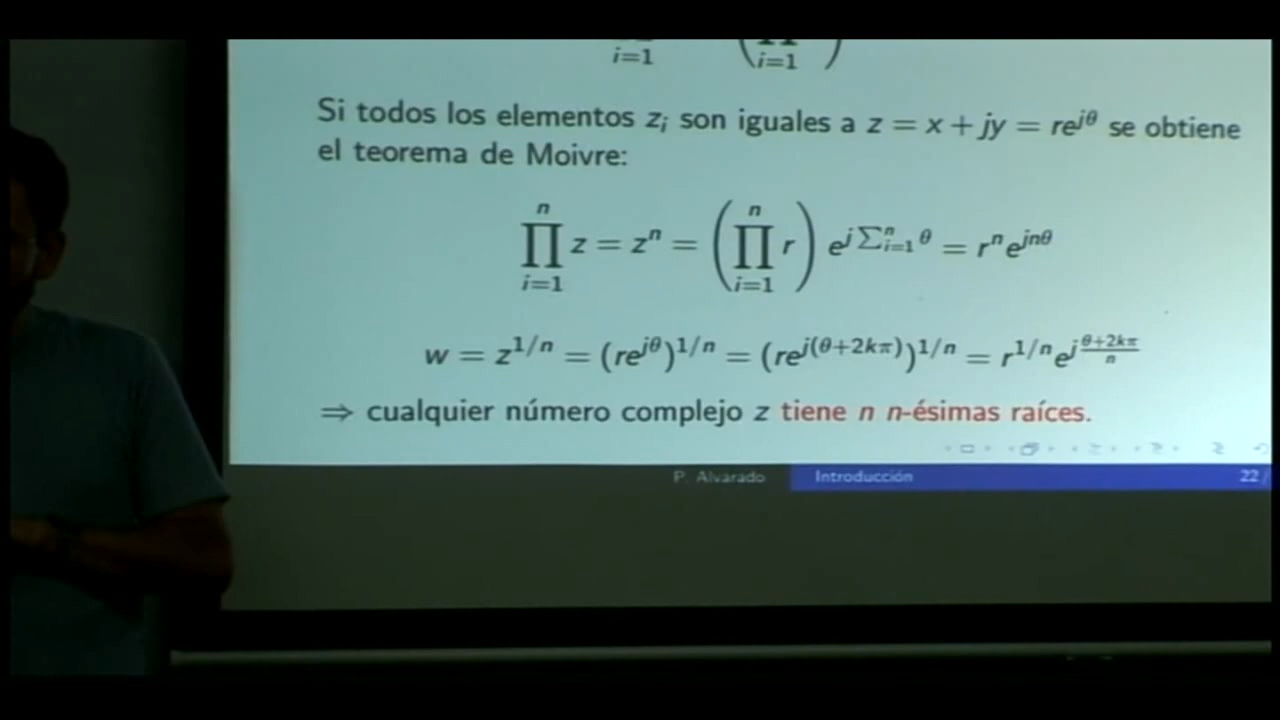 i=1 (∏ i=1 )
Si todos los elementos zᵢ son iguales a z = x + jy = re^{jθ} se obtiene
el teorema de Moivre:
∏_{i=1}^{n} z = z^n = (∏_{i=1}^{n} r) e^{j∑_{i=1}^{n} θ} = r^n e^{jnθ}
w = z^{1/n} = (re^{jθ})^{1/n} = (re^{j(θ+2kπ)})^{1/n} = r^{1/n} e^{j\frac{θ+2kπ}{n}}
⇒ cualquier número complejo z tiene n n-ésimas raíces.
P. Alvarado Introducción 22 /